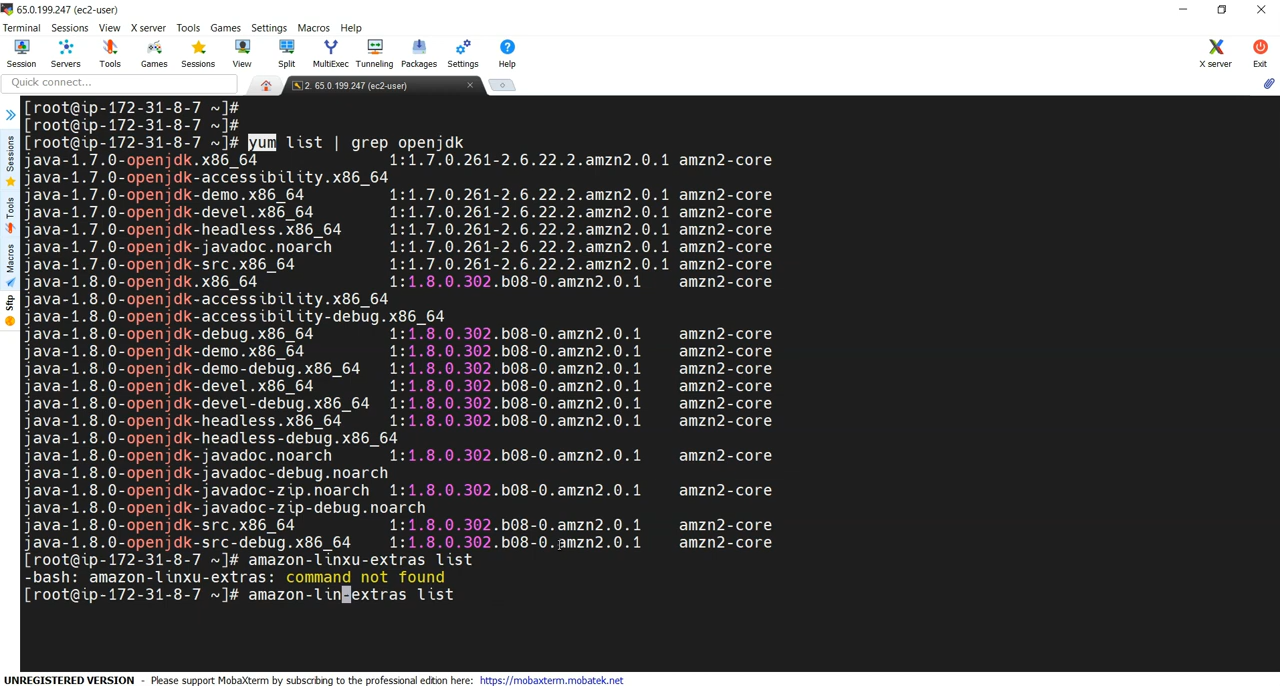 65.0.199.247 (ec2-user)
Terminal Sessions View X server Tools Games Settings Macros Help
Session Servers Tools Games Sessions View Split MultiExec Tunneling Packages Settings Help X server Exit
Quick connect...
2. 65.0.199.247 (ec2-user)
Sessions
Tools
Macros
Sftp
[root@ip-172-31-8-7 ~]#
[root@ip-172-31-8-7 ~]#
[root@ip-172-31-8-7 ~]# yum list | grep openjdk
java-1.7.0-openjdk.x86_64 1:1.7.0.261-2.6.22.2.amzn2.0.1 amzn2-core
java-1.7.0-openjdk-accessibility.x86_64
java-1.7.0-openjdk-demo.x86_64 1:1.7.0.261-2.6.22.2.amzn2.0.1 amzn2-core
java-1.7.0-openjdk-devel.x86_64 1:1.7.0.261-2.6.22.2.amzn2.0.1 amzn2-core
java-1.7.0-openjdk-headless.x86_64 1:1.7.0.261-2.6.22.2.amzn2.0.1 amzn2-core
java-1.7.0-openjdk-javadoc.noarch 1:1.7.0.261-2.6.22.2.amzn2.0.1 amzn2-core
java-1.7.0-openjdk-src.x86_64 1:1.7.0.261-2.6.22.2.amzn2.0.1 amzn2-core
java-1.8.0-openjdk.x86_64 1:1.8.0.302.b08-0.amzn2.0.1 amzn2-core
java-1.8.0-openjdk-accessibility.x86_64
java-1.8.0-openjdk-accessibility-debug.x86_64
java-1.8.0-openjdk-debug.x86_64 1:1.8.0.302.b08-0.amzn2.0.1 amzn2-core
java-1.8.0-openjdk-demo.x86_64 1:1.8.0.302.b08-0.amzn2.0.1 amzn2-core
java-1.8.0-openjdk-demo-debug.x86_64 1:1.8.0.302.b08-0.amzn2.0.1 amzn2-core
java-1.8.0-openjdk-devel.x86_64 1:1.8.0.302.b08-0.amzn2.0.1 amzn2-core
java-1.8.0-openjdk-devel-debug.x86_64 1:1.8.0.302.b08-0.amzn2.0.1 amzn2-core
java-1.8.0-openjdk-headless.x86_64 1:1.8.0.302.b08-0.amzn2.0.1 amzn2-core
java-1.8.0-openjdk-headless-debug.x86_64
java-1.8.0-openjdk-javadoc.noarch 1:1.8.0.302.b08-0.amzn2.0.1 amzn2-core
java-1.8.0-openjdk-javadoc-debug.noarch
java-1.8.0-openjdk-javadoc-zip.noarch 1:1.8.0.302.b08-0.amzn2.0.1 amzn2-core
java-1.8.0-openjdk-javadoc-zip-debug.noarch
java-1.8.0-openjdk-src.x86_64 1:1.8.0.302.b08-0.amzn2.0.1 amzn2-core
java-1.8.0-openjdk-src-debug.x86_64 1:1.8.0.302.b08-0.amzn2.0.1 amzn2-core
[root@ip-172-31-8-7 ~]# amazon-linxu-extras list
-bash: amazon-linxu-extras: command not found
[root@ip-172-31-8-7 ~]# amazon-lin-extras list
UNREGISTERED VERSION - Please support MobaXterm by subscribing to the professional edition here: https://mobaxterm.mobatek.net